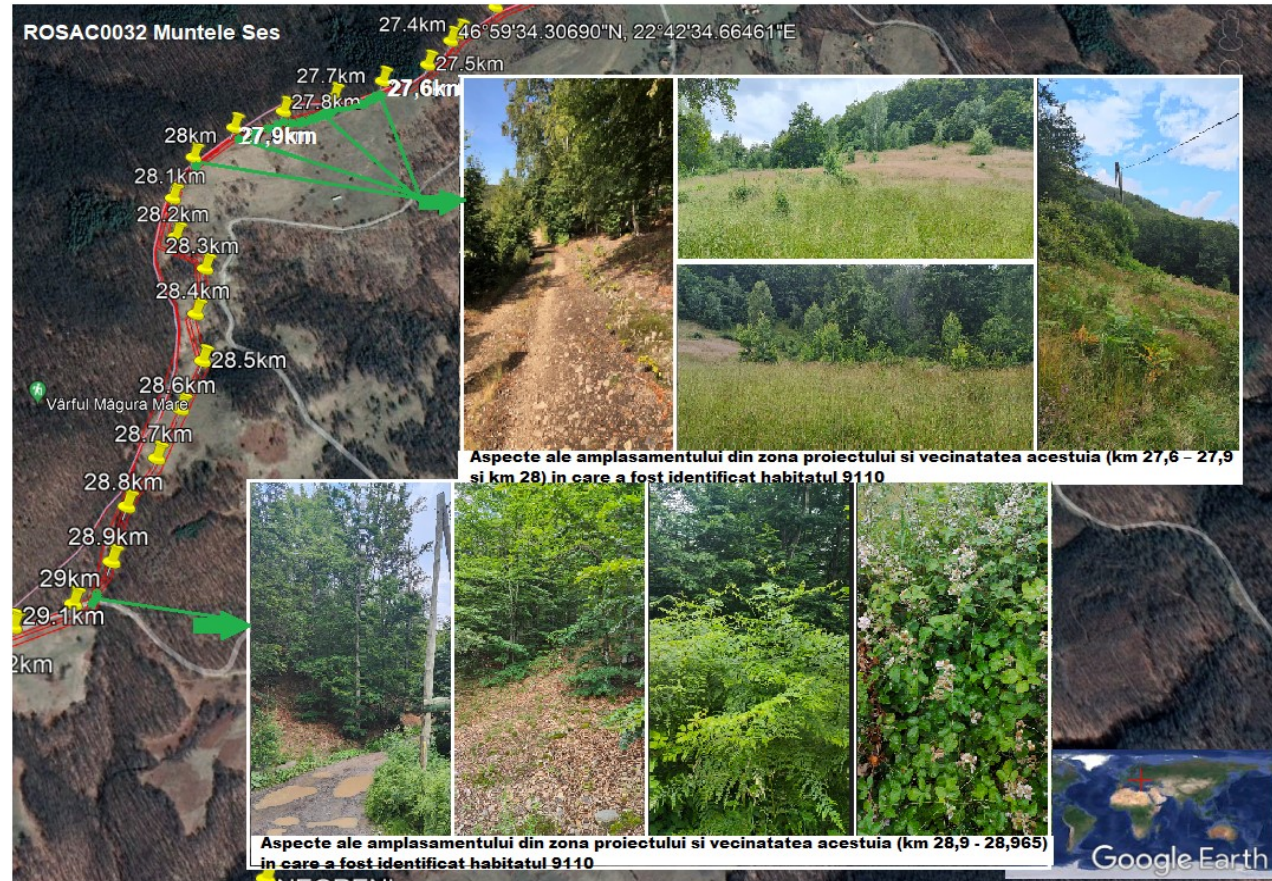 ROSAC0032 Muntele Ses
27.4km
46°59'34.30690"N, 22°42'34.66461"E
27.5km
27.7km
27,6km
27.8km
28km
27,9km
28.1km
28.2km
28.3km
28.4km
28.5km
28.6km
Vârful Măgura Mare
28.7km
Aspecte ale amplasamentului din zona proiectului si vecinatatea acestuia (km 27,6 – 27,9
si km 28) in care a fost identificat habitatul 9110
28.8km
28.9km
29km
29.1km
2km
Aspecte ale amplasamentului din zona proiectului si vecinatatea acestuia (km 28,9 - 28,965)
in care a fost identificat habitatul 9110
Google Earth